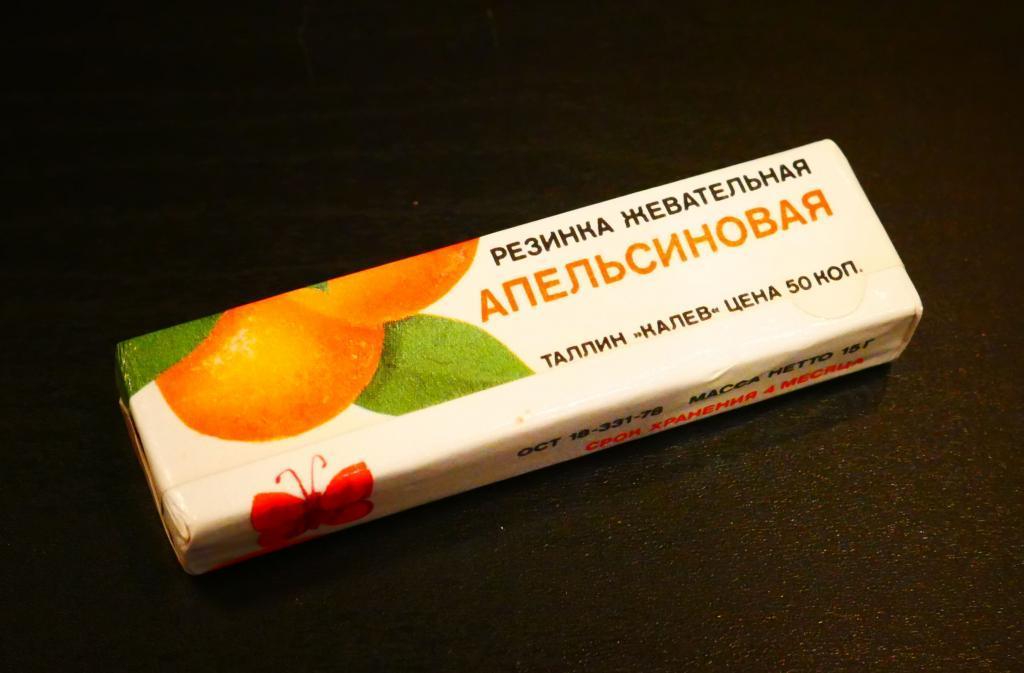 РЕЗИНКА ЖЕВАТЕЛЬНАЯ
АПЕЛЬСИНОВАЯ
ТАЛЛИН »КАЛЕВ« ЦЕНА 50 КОП.
ОСТ 18-331-78 МАССА НЕТТО 15 Г
СРОК ХРАНЕНИЯ 4 МЕСЯЦА